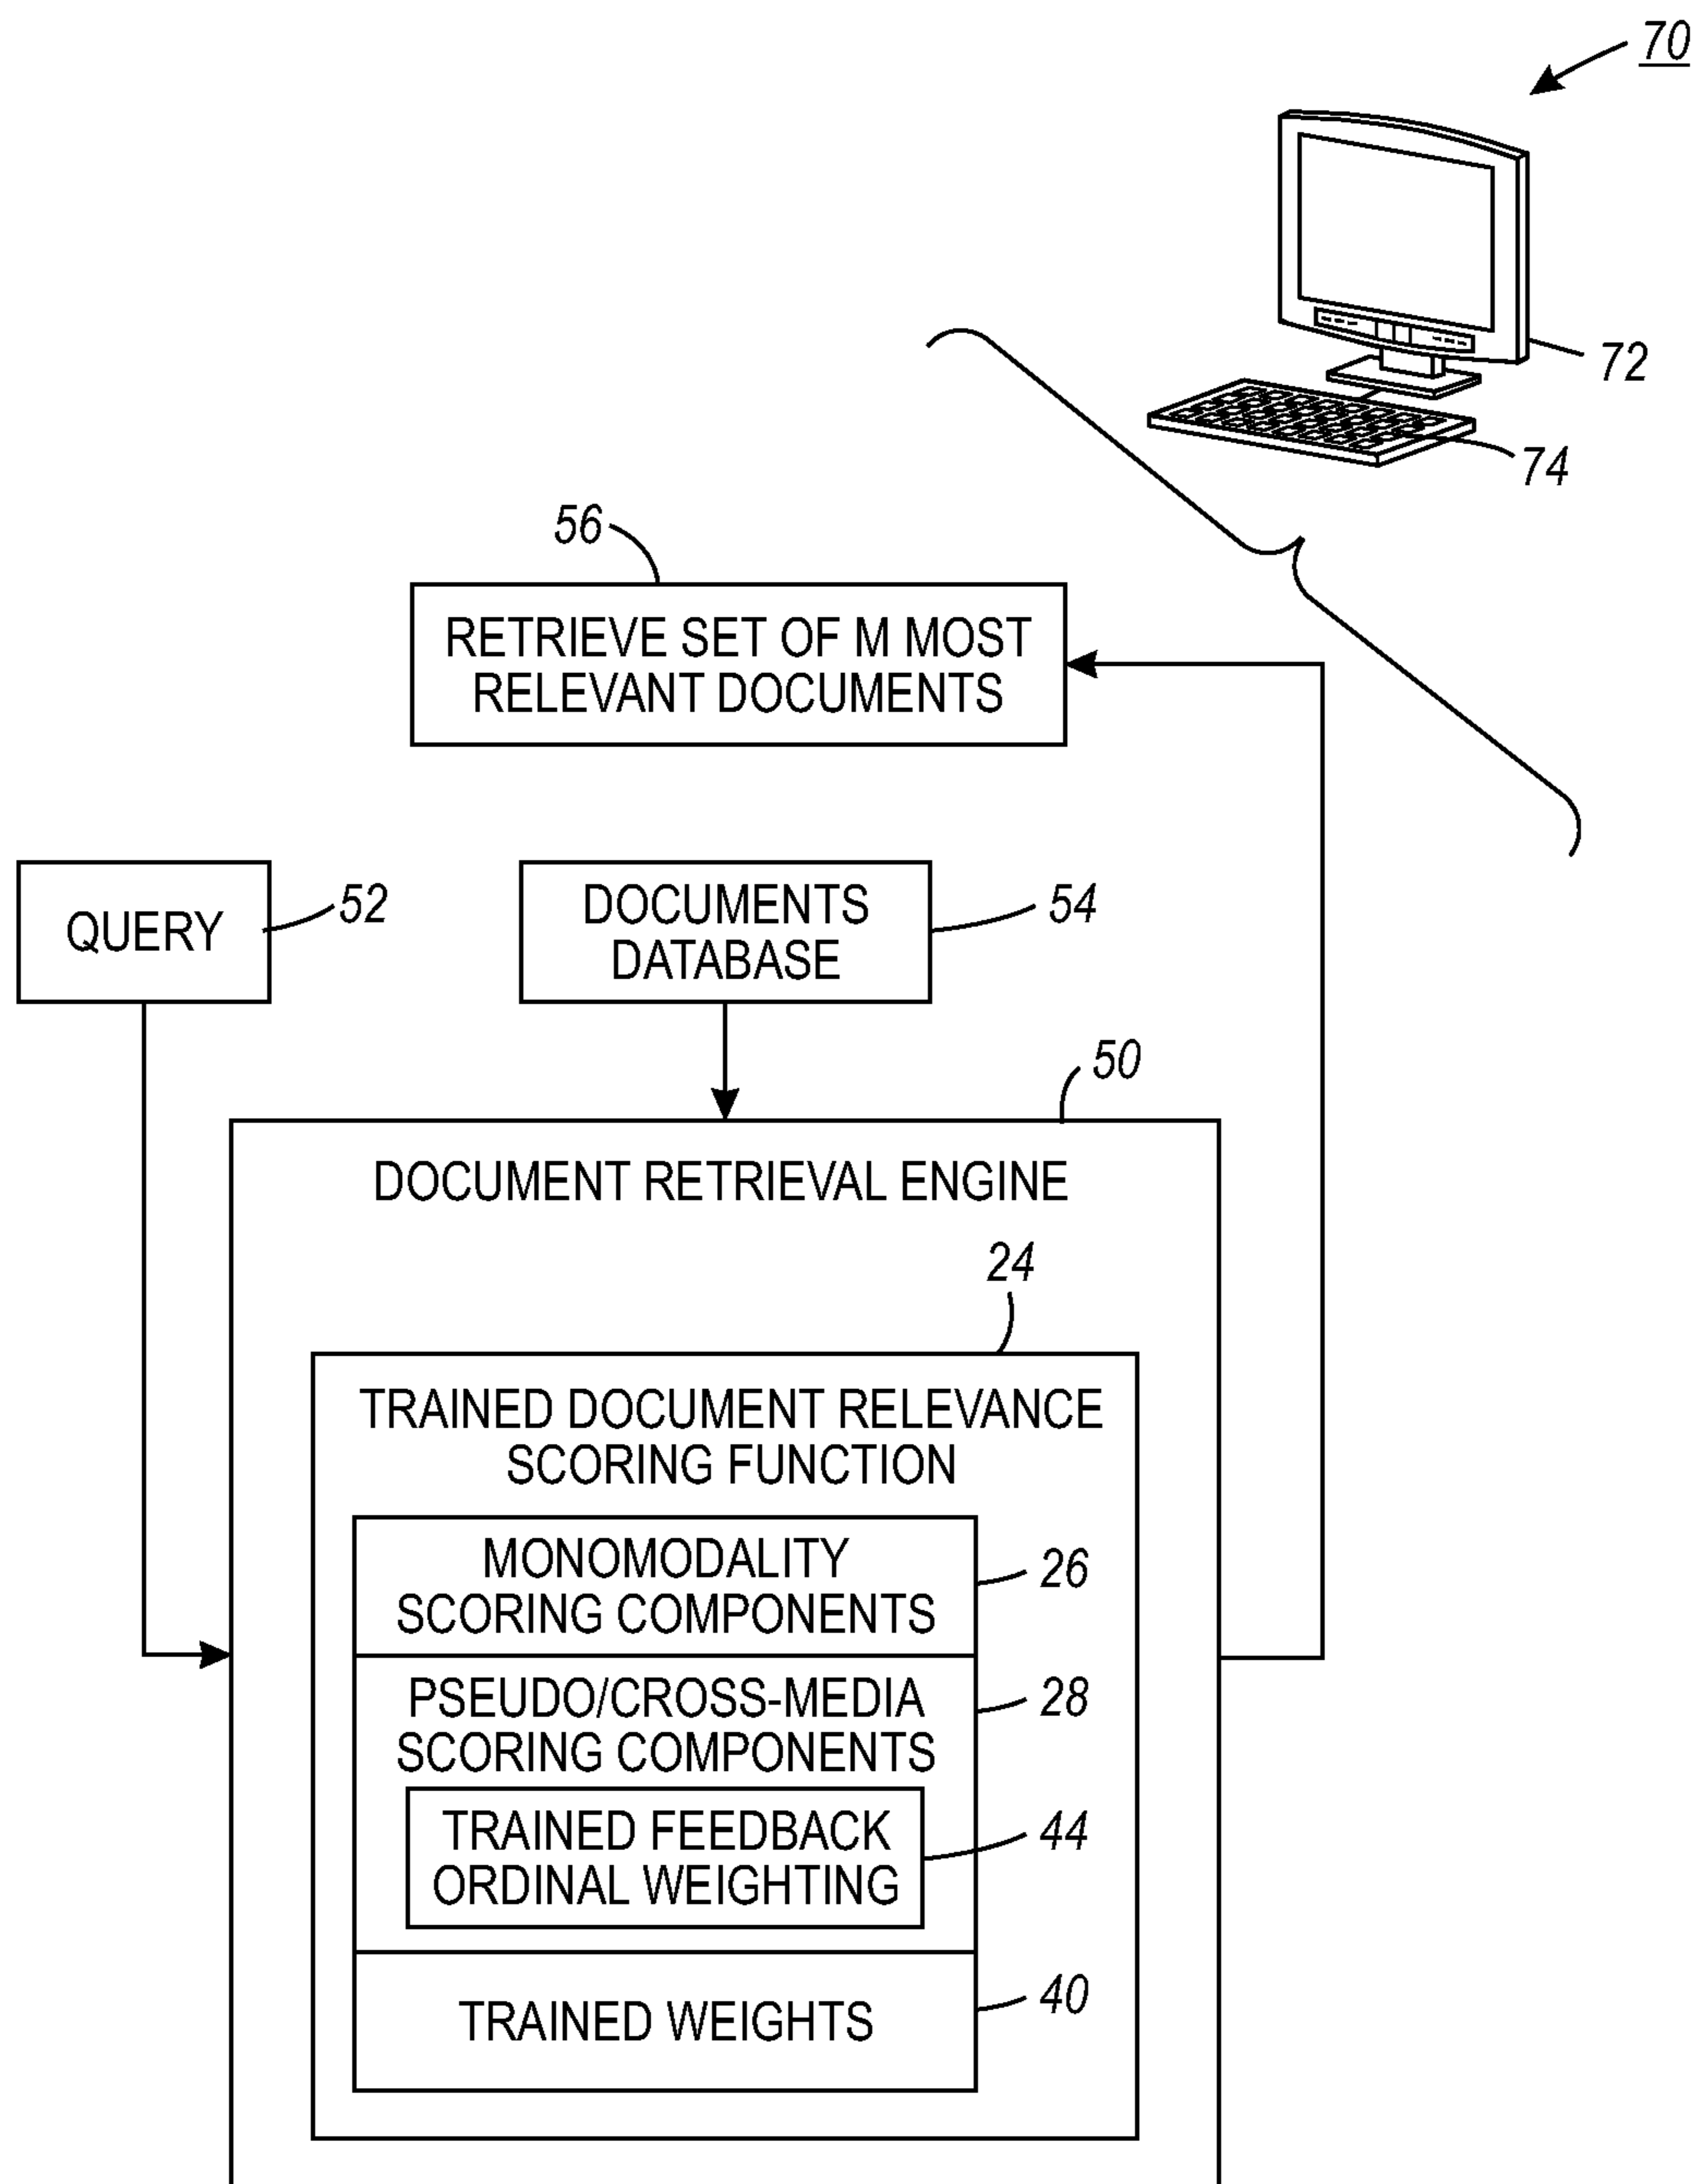 70
72
74
56
RETRIEVE SET OF M MOST
RELEVANT DOCUMENTS
QUERY
52
DOCUMENTS
DATABASE
54
50
DOCUMENT RETRIEVAL ENGINE
24
TRAINED DOCUMENT RELEVANCE
SCORING FUNCTION
MONOMODALITY
SCORING COMPONENTS
26
PSEUDO/CROSS-MEDIA
SCORING COMPONENTS
28
TRAINED FEEDBACK
ORDINAL WEIGHTING
44
TRAINED WEIGHTS
40